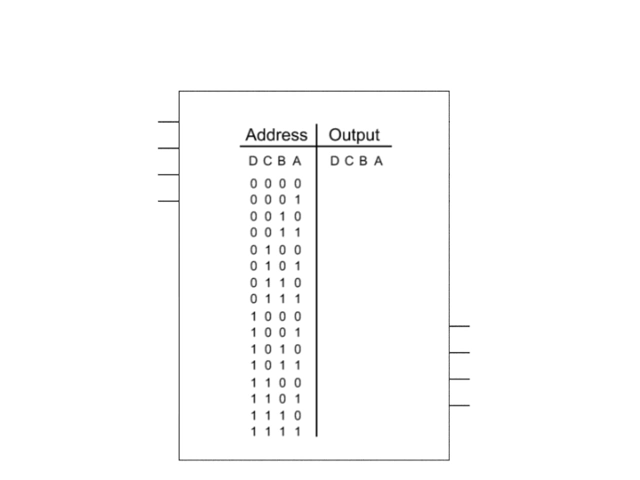 Address Output
D C B A D C B A
0 0 0 0
0 0 0 1
0 0 1 0
0 0 1 1
0 1 0 0
0 1 0 1
0 1 1 0
0 1 1 1
1 0 0 0
1 0 0 1
1 0 1 0
1 0 1 1
1 1 0 0
1 1 0 1
1 1 1 0
1 1 1 1